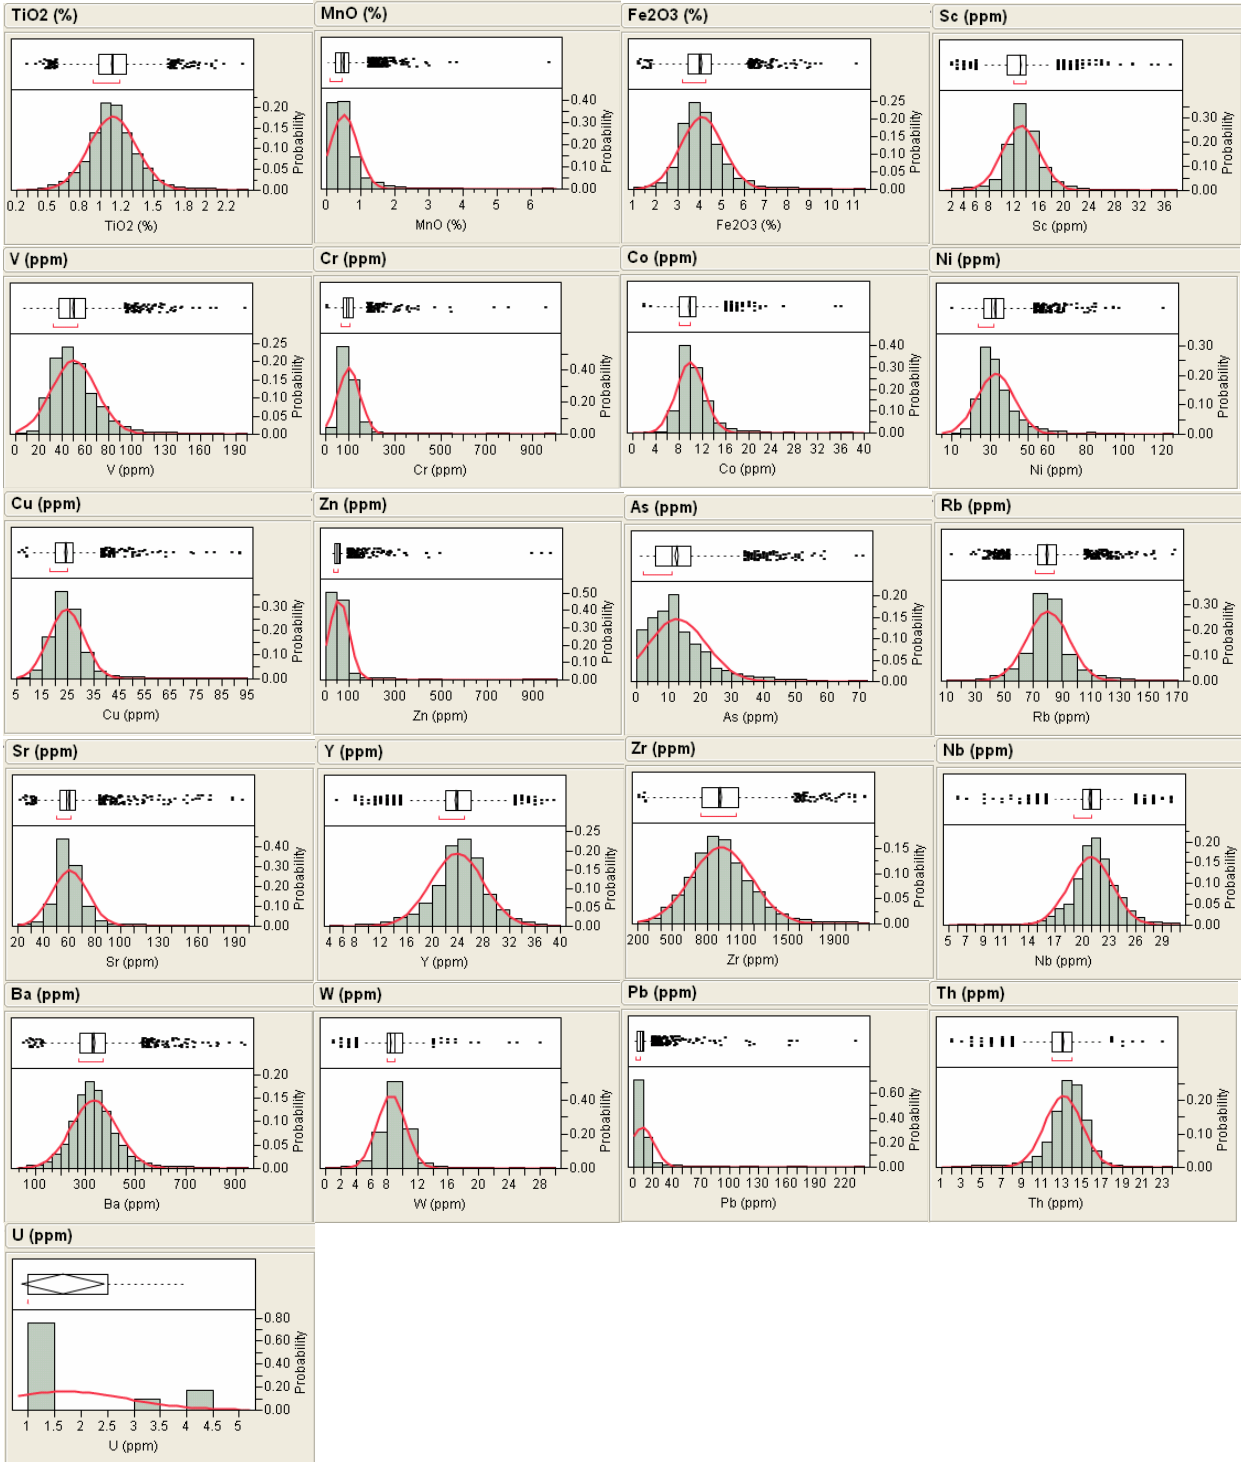 TiO2 (%)
0.20
0.15
0.10
0.05
0.00
Probability
0.2 0.5 0.8 1.1 1.5 1.8 2 2.2
TiO2 (%)
MnO (%)
0.40
0.30
0.20
0.10
0.00
Probability
0 1 2 3 4 5 6
MnO (%)
Fe2O3 (%)
0.25
0.20
0.15
0.10
0.05
0.00
Probability
1 2 3 4 5 6 7 8 9 10 11
Fe2O3 (%)
Sc (ppm)
0.30
0.20
0.10
0.00
Probability
2 4 6 8 12 16 20 24 28 32 36
Sc (ppm)
V (ppm)
0.25
0.20
0.15
0.10
0.05
0.00
Probability
0 20 40 60 80 100 130 160 190
V (ppm)
Cr (ppm)
0.40
0.20
0.00
Probability
0 100 300 500 700 900
Cr (ppm)
Co (ppm)
0.40
0.30
0.20
0.10
0.00
Probability
0 4 8 12 16 20 24 28 32 36 40
Co (ppm)
Ni (ppm)
0.30
0.20
0.10
0.00
Probability
10 30 50 60 80 100 120
Ni (ppm)
Cu (ppm)
0.30
0.20
0.10
0.00
Probability
5 15 25 35 45 55 65 75 85 95
Cu (ppm)
Zn (ppm)
0.50
0.40
0.30
0.20
0.10
0.00
Probability
0 100 300 500 700 900
Zn (ppm)
As (ppm)
0.20
0.15
0.10
0.05
0.00
Probability
0 10 20 30 40 50 60 70
As (ppm)
Rb (ppm)
0.30
0.20
0.10
0.00
Probability
10 30 50 70 90 110 130 150 170
Rb (ppm)
Sr (ppm)
0.40
0.30
0.20
0.10
0.00
Probability
20 40 60 80 100 130 160 190
Sr (ppm)
Y (ppm)
0.25
0.20
0.15
0.10
0.05
0.00
Probability
4 6 8 12 16 20 24 28 32 36 40
Y (ppm)
Zr (ppm)
0.15
0.10
0.05
0.00
Probability
200 500 800 1100 1500 1900
Zr (ppm)
Nb (ppm)
0.20
0.15
0.10
0.05
0.00
Probability
5 7 9 11 14 17 20 23 26 29
Nb (ppm)
Ba (ppm)
0.20
0.15
0.10
0.05
0.00
Probability
100 300 500 700 900
Ba (ppm)
W (ppm)
0.40
0.20
0.00
Probability
0 2 4 6 8 12 16 20 24 28
W (ppm)
Pb (ppm)
0.60
0.40
0.20
0.00
Probability
0 20 40 70 100 130 160 190 220
Pb (ppm)
Th (ppm)
0.20
0.10
0.00
Probability
1 3 5 7 9 11 13 15 17 19 21 23
Th (ppm)
U (ppm)
0.80
0.60
0.40
0.20
0.00
Probability
1 1.5 2 2.5 3 3.5 4 4.5 5
U (ppm)